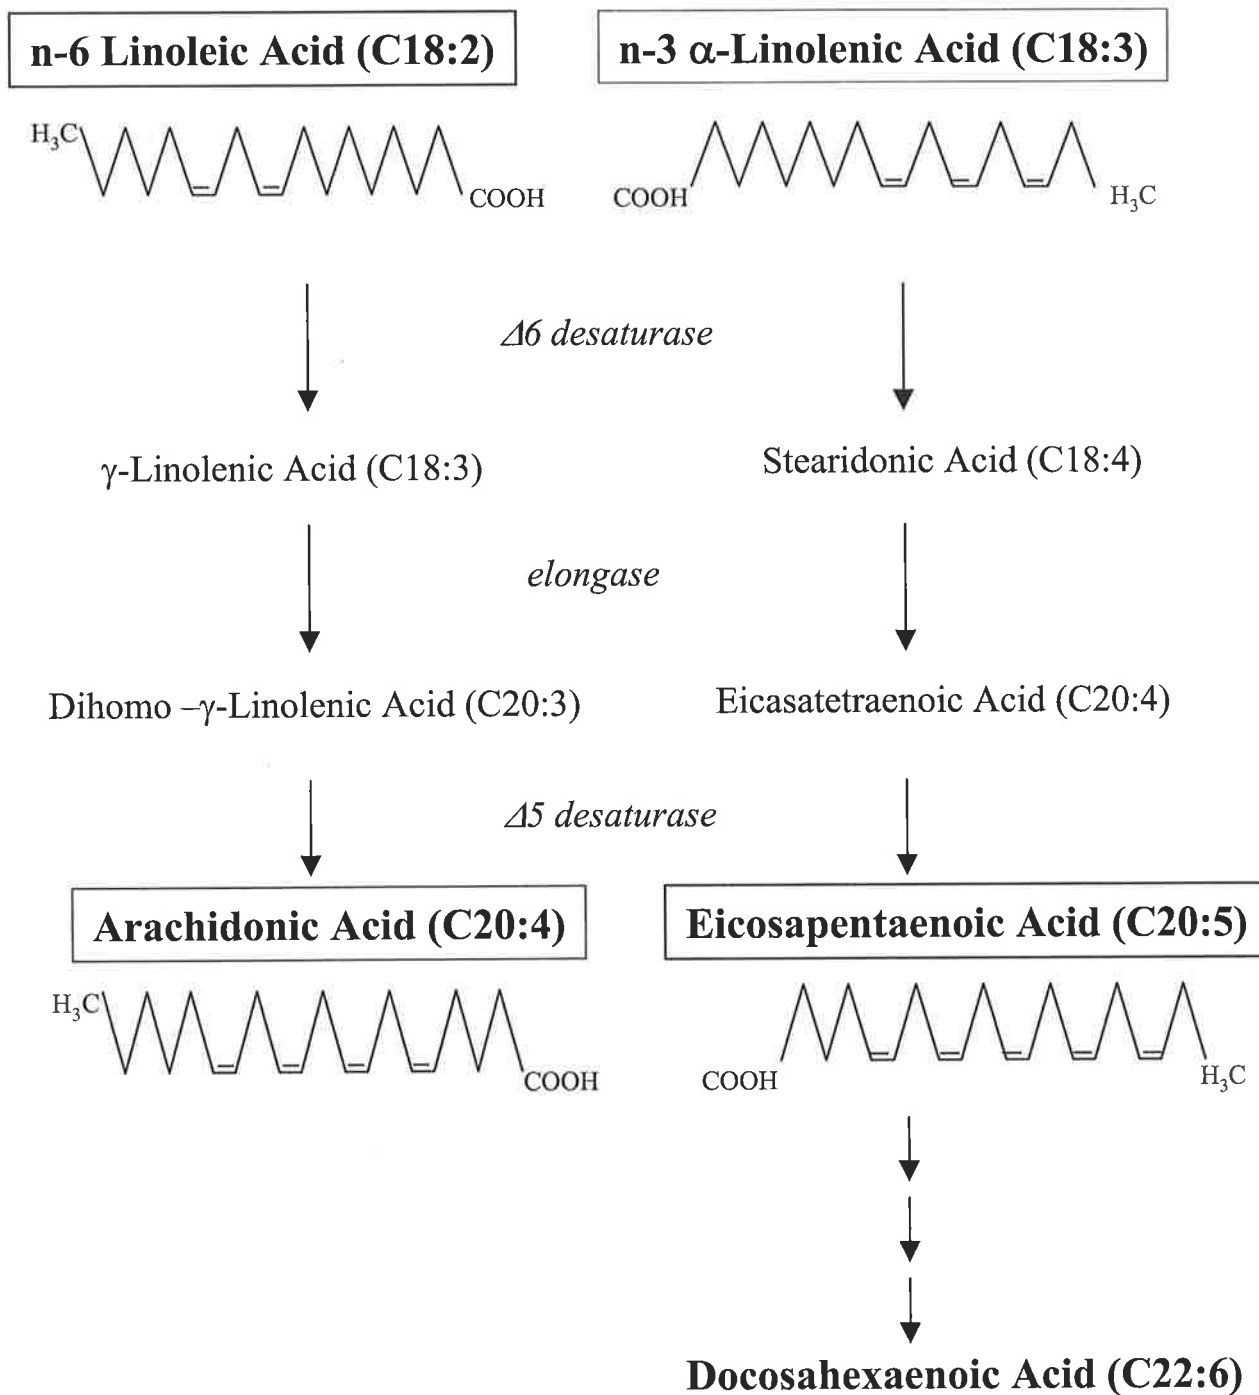 n-6 Linoleic Acid (C18:2)
n-3 α-Linolenic Acid (C18:3)
H₃C
COOH
COOH
H₃C
Δ6 desaturase
γ-Linolenic Acid (C18:3)
Stearidonic Acid (C18:4)
elongase
Dihomo –γ-Linolenic Acid (C20:3)
Eicasatetraenoic Acid (C20:4)
Δ5 desaturase
Arachidonic Acid (C20:4)
Eicosapentaenoic Acid (C20:5)
H₃C
COOH
COOH
H₃C
Docosahexaenoic Acid (C22:6)